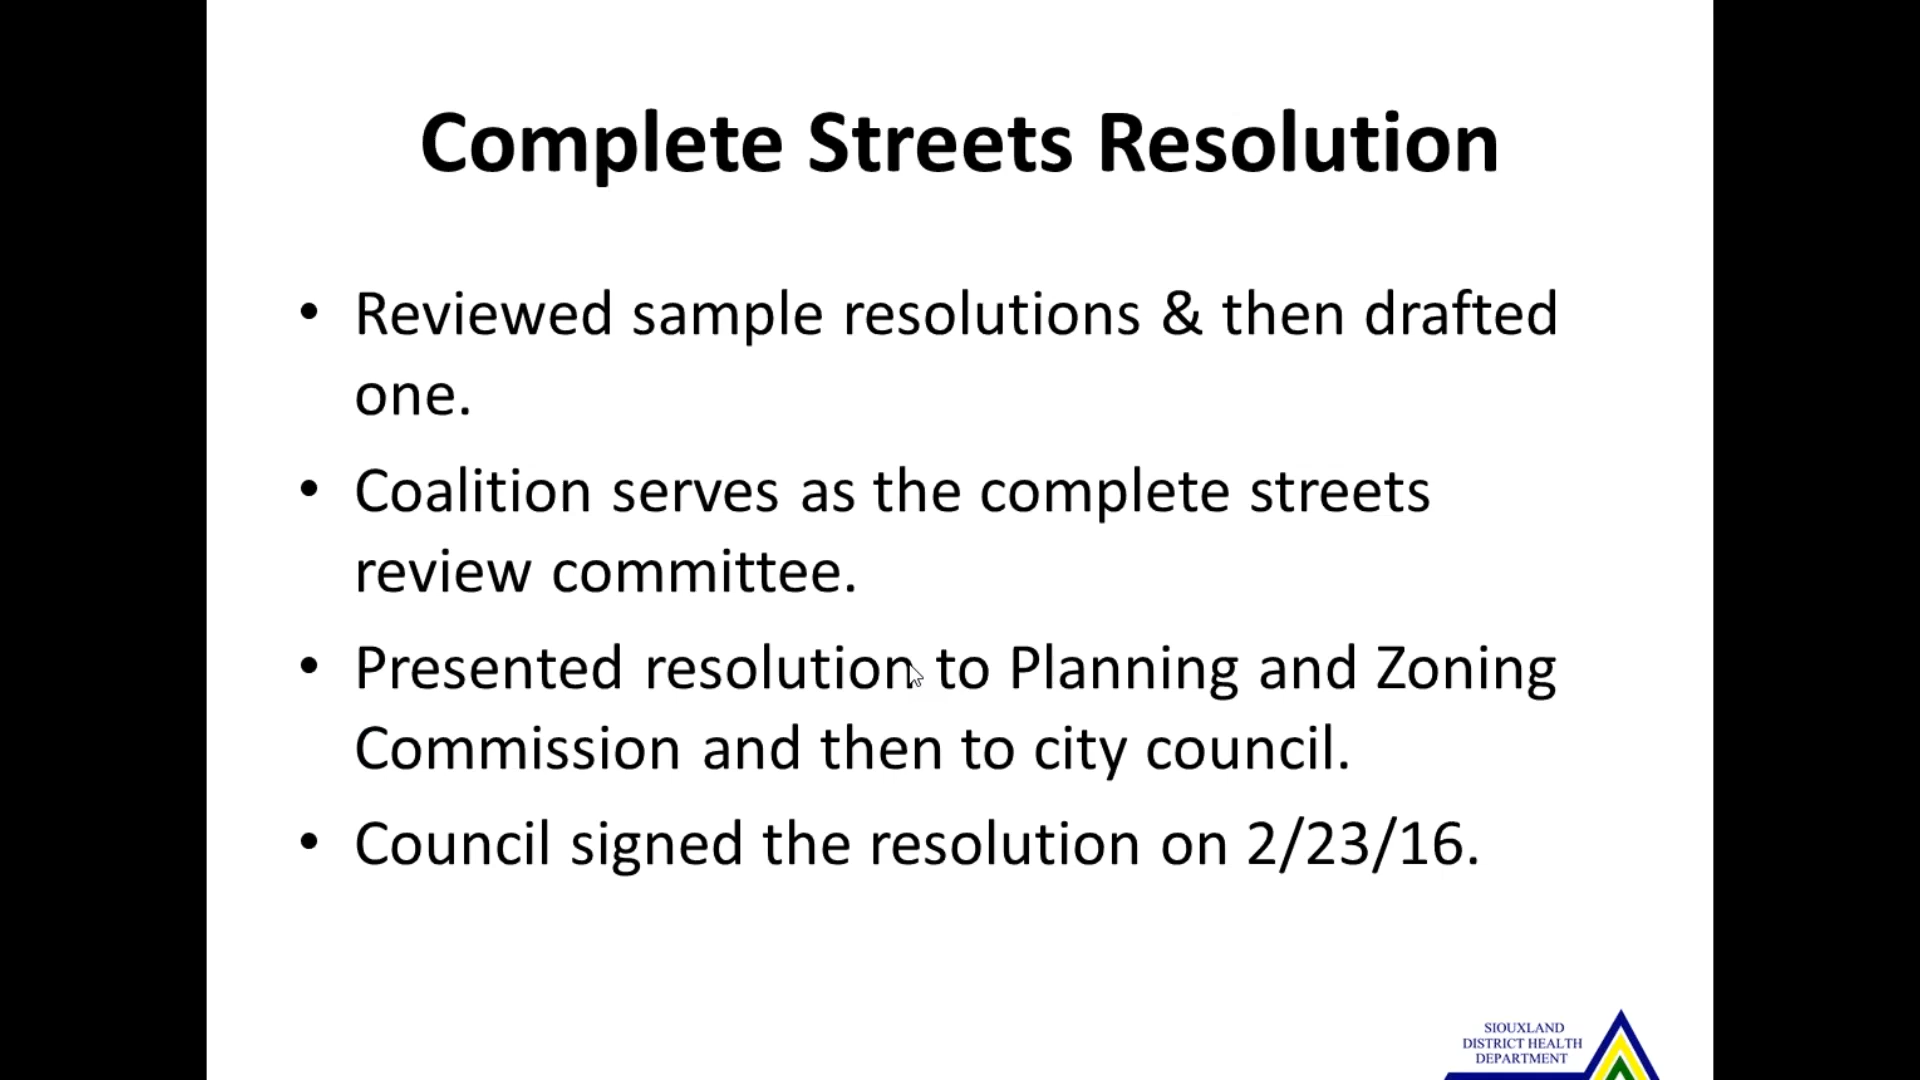 Complete Streets Resolution
• Reviewed sample resolutions & then drafted
one.
• Coalition serves as the complete streets
review committee.
• Presented resolution to Planning and Zoning
Commission and then to city council.
• Council signed the resolution on 2/23/16.
SIOUXLAND
DISTRICT HEALTH
DEPARTMENT